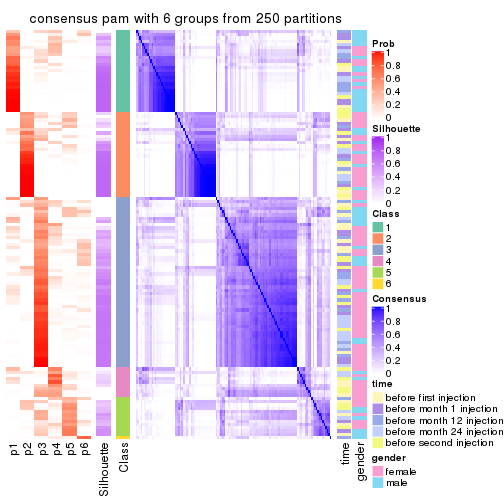 consensus pam with 6 groups from 250 partitions
Prob
1
0.8
0.6
0.4
0.2
0
Silhouette
1
0.8
0.6
0.4
0.2
0
Class
1
2
3
4
5
6
Consensus
1
0.8
0.6
0.4
0.2
0
time
before first injection
before month 1 injection
before month 12 injection
before month 24 injection
before second injection
gender
female
male
p1
p2
p3
p4
p5
p6
Silhouette
Class
time
gender